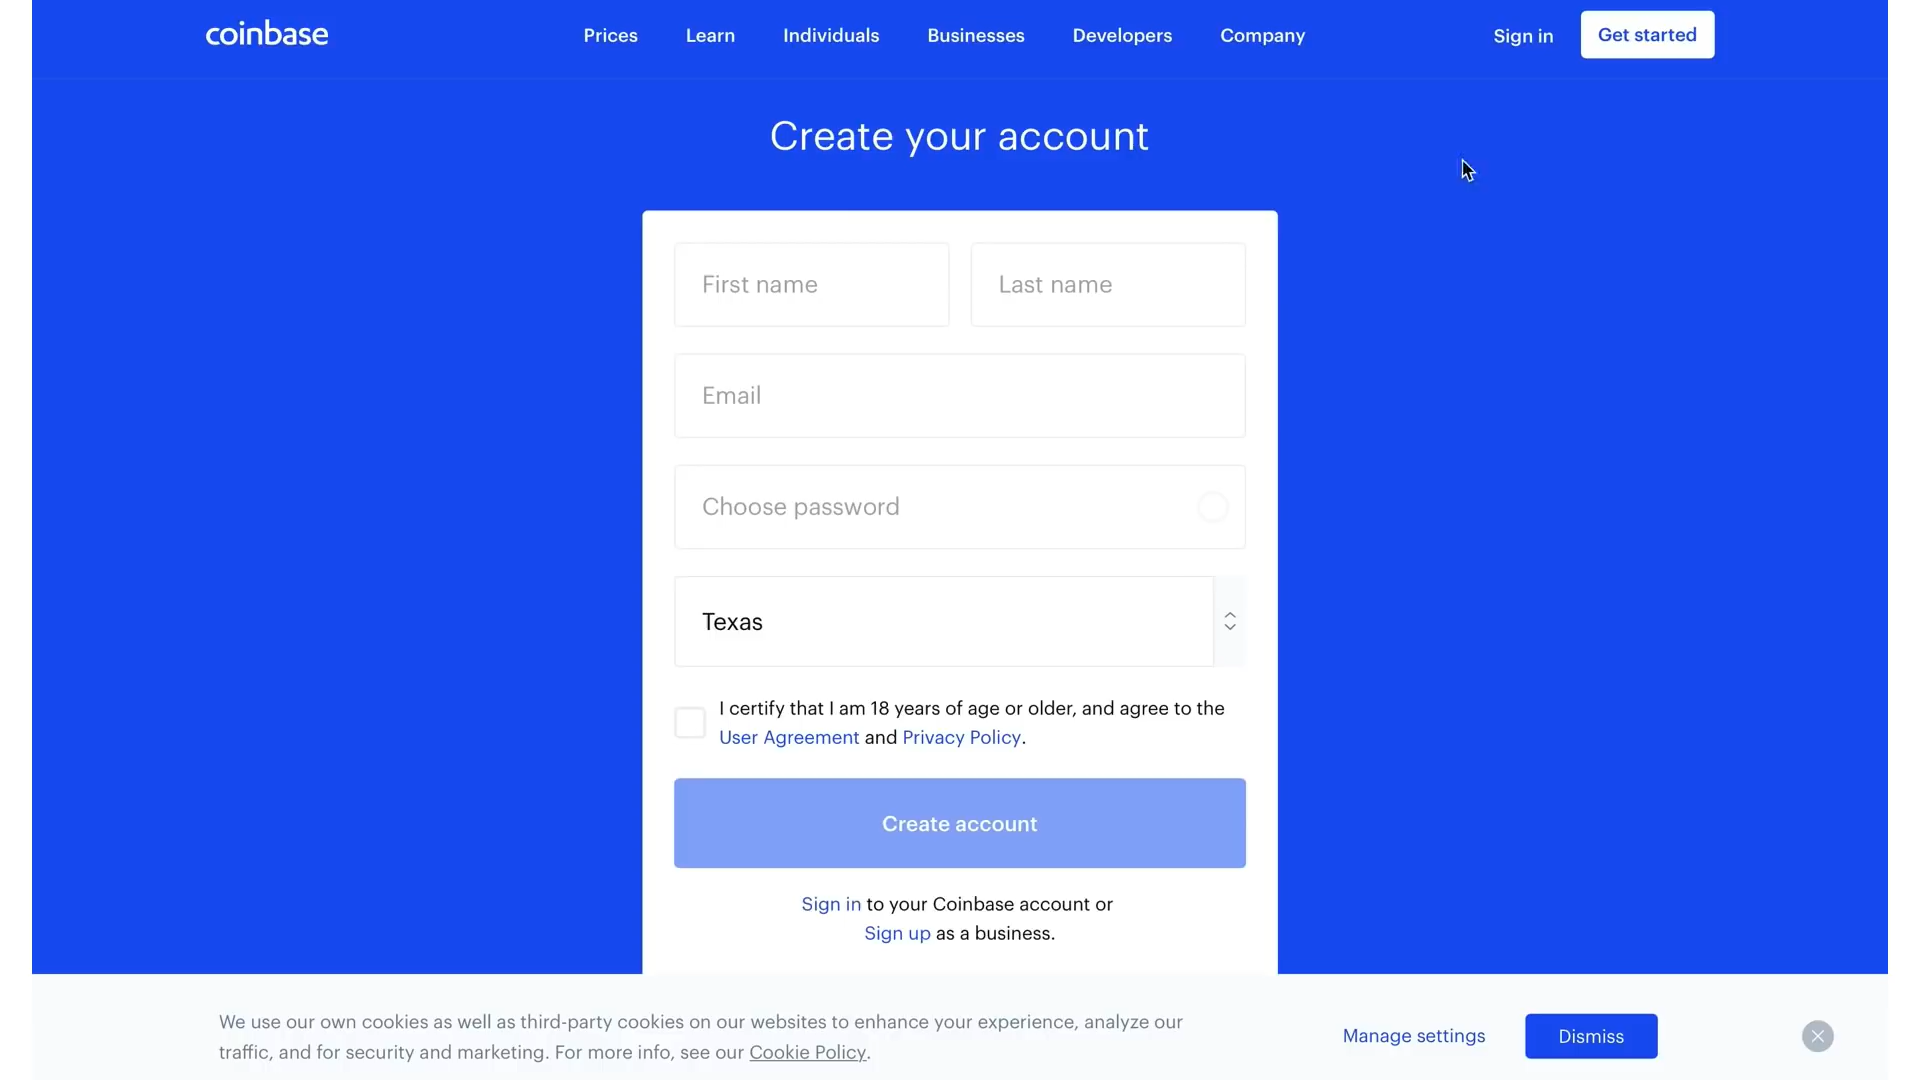 coinbase
Prices Learn Individuals Businesses Developers Company
Sign in Get started
Create your account
First name Last name
Email
Choose password
Texas
I certify that I am 18 years of age or older, and agree to the
User Agreement and Privacy Policy.
Create account
Sign in to your Coinbase account or
Sign up as a business.
We use our own cookies as well as third-party cookies on our websites to enhance your experience, analyze our
traffic, and for security and marketing. For more info, see our Cookie Policy.
Manage settings Dismiss